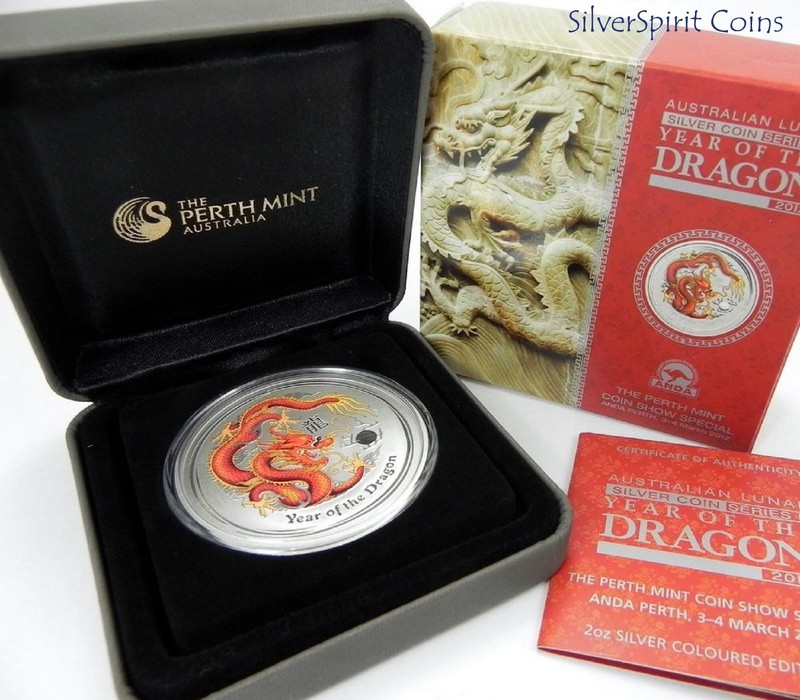 SilverSpirit Coins
THE
PERTH MINT
AUSTRALIA
龍
Year of the Dragon
AUSTRALIAN LU
SILVER COIN SERIE
YEAR OF TH
DRAGON
201
ANDA
THE PERTH MINT
COIN SHOW SPECIAL
ANDA PERTH, 3-4 March 2012
CERTIFICATE OF AUTHENTICITY
AUSTRALIAN LUNA
SILVER COIN SERIES
YEAR OF TH
DRAGON
201
THE PERTH MINT COIN SHOW S
ANDA PERTH, 3–4 MARCH 2
2oz SILVER COLOURED EDIT